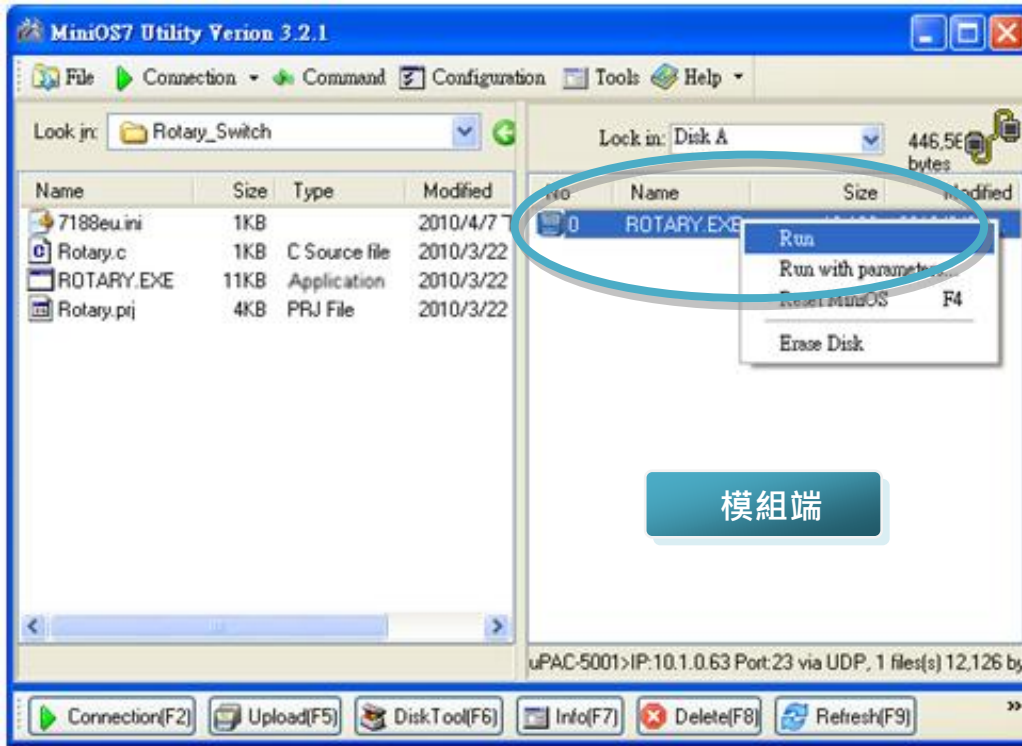 MiniOS7 Utility Verion 3.2.1
File Connection Command Configuration Tools Help
Look in: Rotary_Switch
Lock in: Disk A
446,56
bytes
Name Size Type Modified
No Name Size Modified
7188eu.ini 1KB 2010/4/7
Rotary.c 1KB C Source file 2010/3/22
ROTARY.EXE 11KB Application 2010/3/22
Rotary.prj 4KB PRJ File 2010/3/22
0 ROTARY.EXE
Run
Run with parameters...
Reset MiniOS F4
Erase Disk
模組端
uPAC-5001>IP:10.1.0.63 Port:23 via UDP, 1 files(s) 12,126 by
Connection(F2) Upload(F5) DiskTool(F6) Info(F7) Delete(F8) Refresh(F9) »